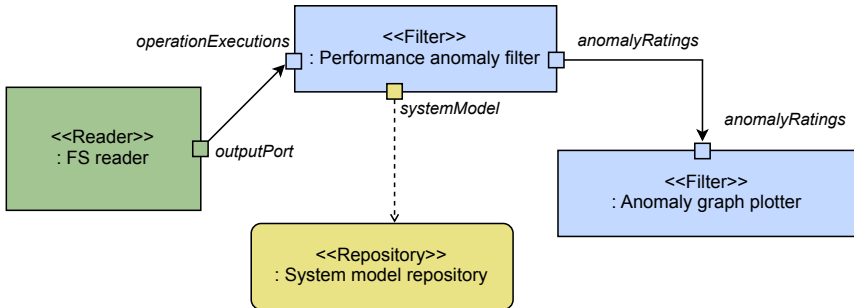 operationExecutions
<<Filter>>
: Performance anomaly filter
anomalyRatings
systemModel
<<Reader>>
: FS reader
outputPort
anomalyRatings
<<Filter>>
: Anomaly graph plotter
<<Repository>>
: System model repository